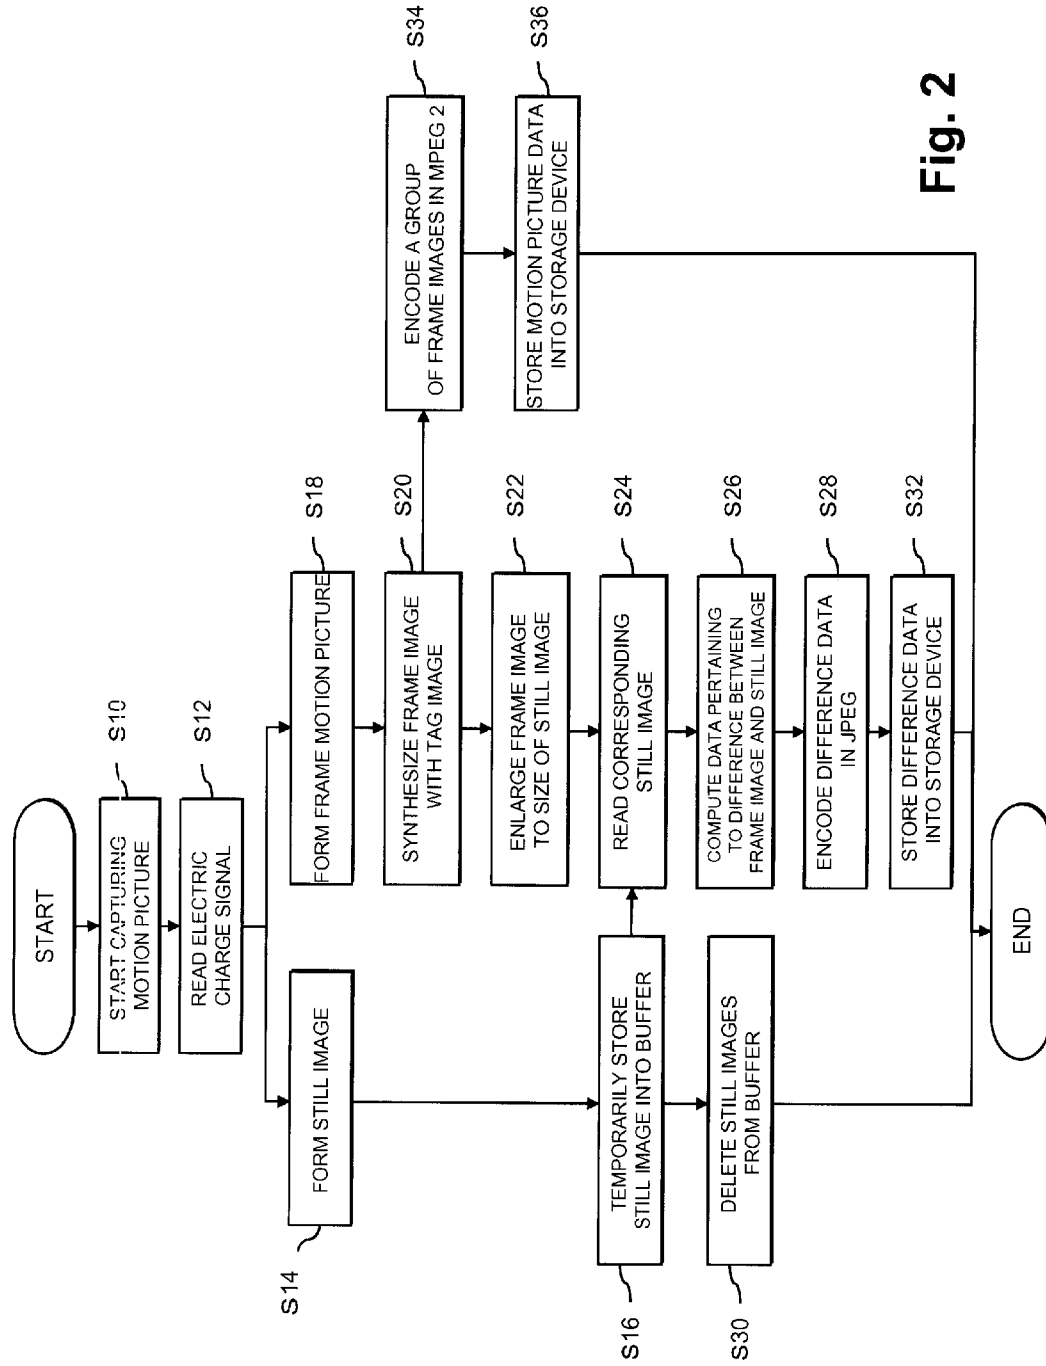 START
START CAPTURING
MOTION PICTURE
S10
READ ELECTRIC
CHARGE SIGNAL
S12
FORM STILL IMAGE
S14
TEMPORARILY STORE
STILL IMAGE INTO BUFFER
S16
DELETE STILL IMAGES
FROM BUFFER
S30
FORM FRAME MOTION PICTURE
S18
SYNTHESIZE FRAME IMAGE
WITH TAG IMAGE
S20
ENLARGE FRAME IMAGE
TO SIZE OF STILL IMAGE
S22
READ CORRESPONDING
STILL IMAGE
S24
COMPUTE DATA PERTAINING
TO DIFFERENCE BETWEEN
FRAME IMAGE AND STILL IMAGE
S26
ENCODE DIFFERENCE DATA
IN JPEG
S28
STORE DIFFERENCE DATA
INTO STORAGE DEVICE
S32
ENCODE A GROUP
OF FRAME IMAGES IN MPEG 2
S34
STORE MOTION PICTURE DATA
INTO STORAGE DEVICE
S36
END
Fig. 2